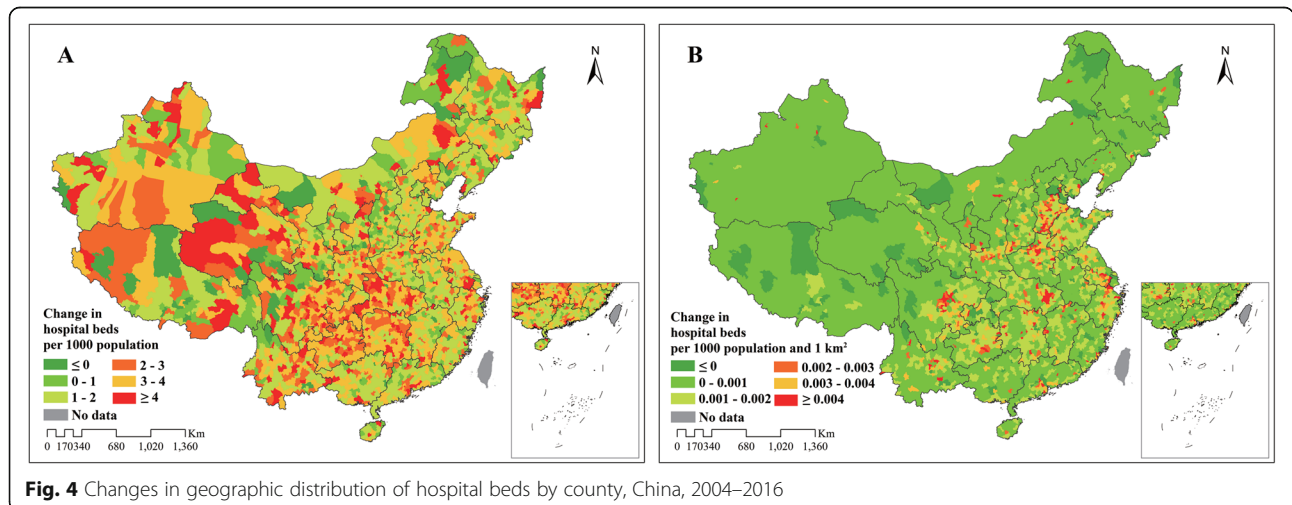 A
N
Change in
hospital beds
per 1000 population
≤ 0
2 - 3
0 - 1
3 - 4
1 - 2
≥ 4
No data
Km
0 170340 680 1,020 1,360
B
N
Change in
hospital beds
per 1000 population and 1 km²
≤ 0
0.002 - 0.003
0 - 0.001
0.003 - 0.004
0.001 - 0.002
≥ 0.004
No data
Km
0 170340 680 1,020 1,360
Fig. 4 Changes in geographic distribution of hospital beds by county, China, 2004–2016